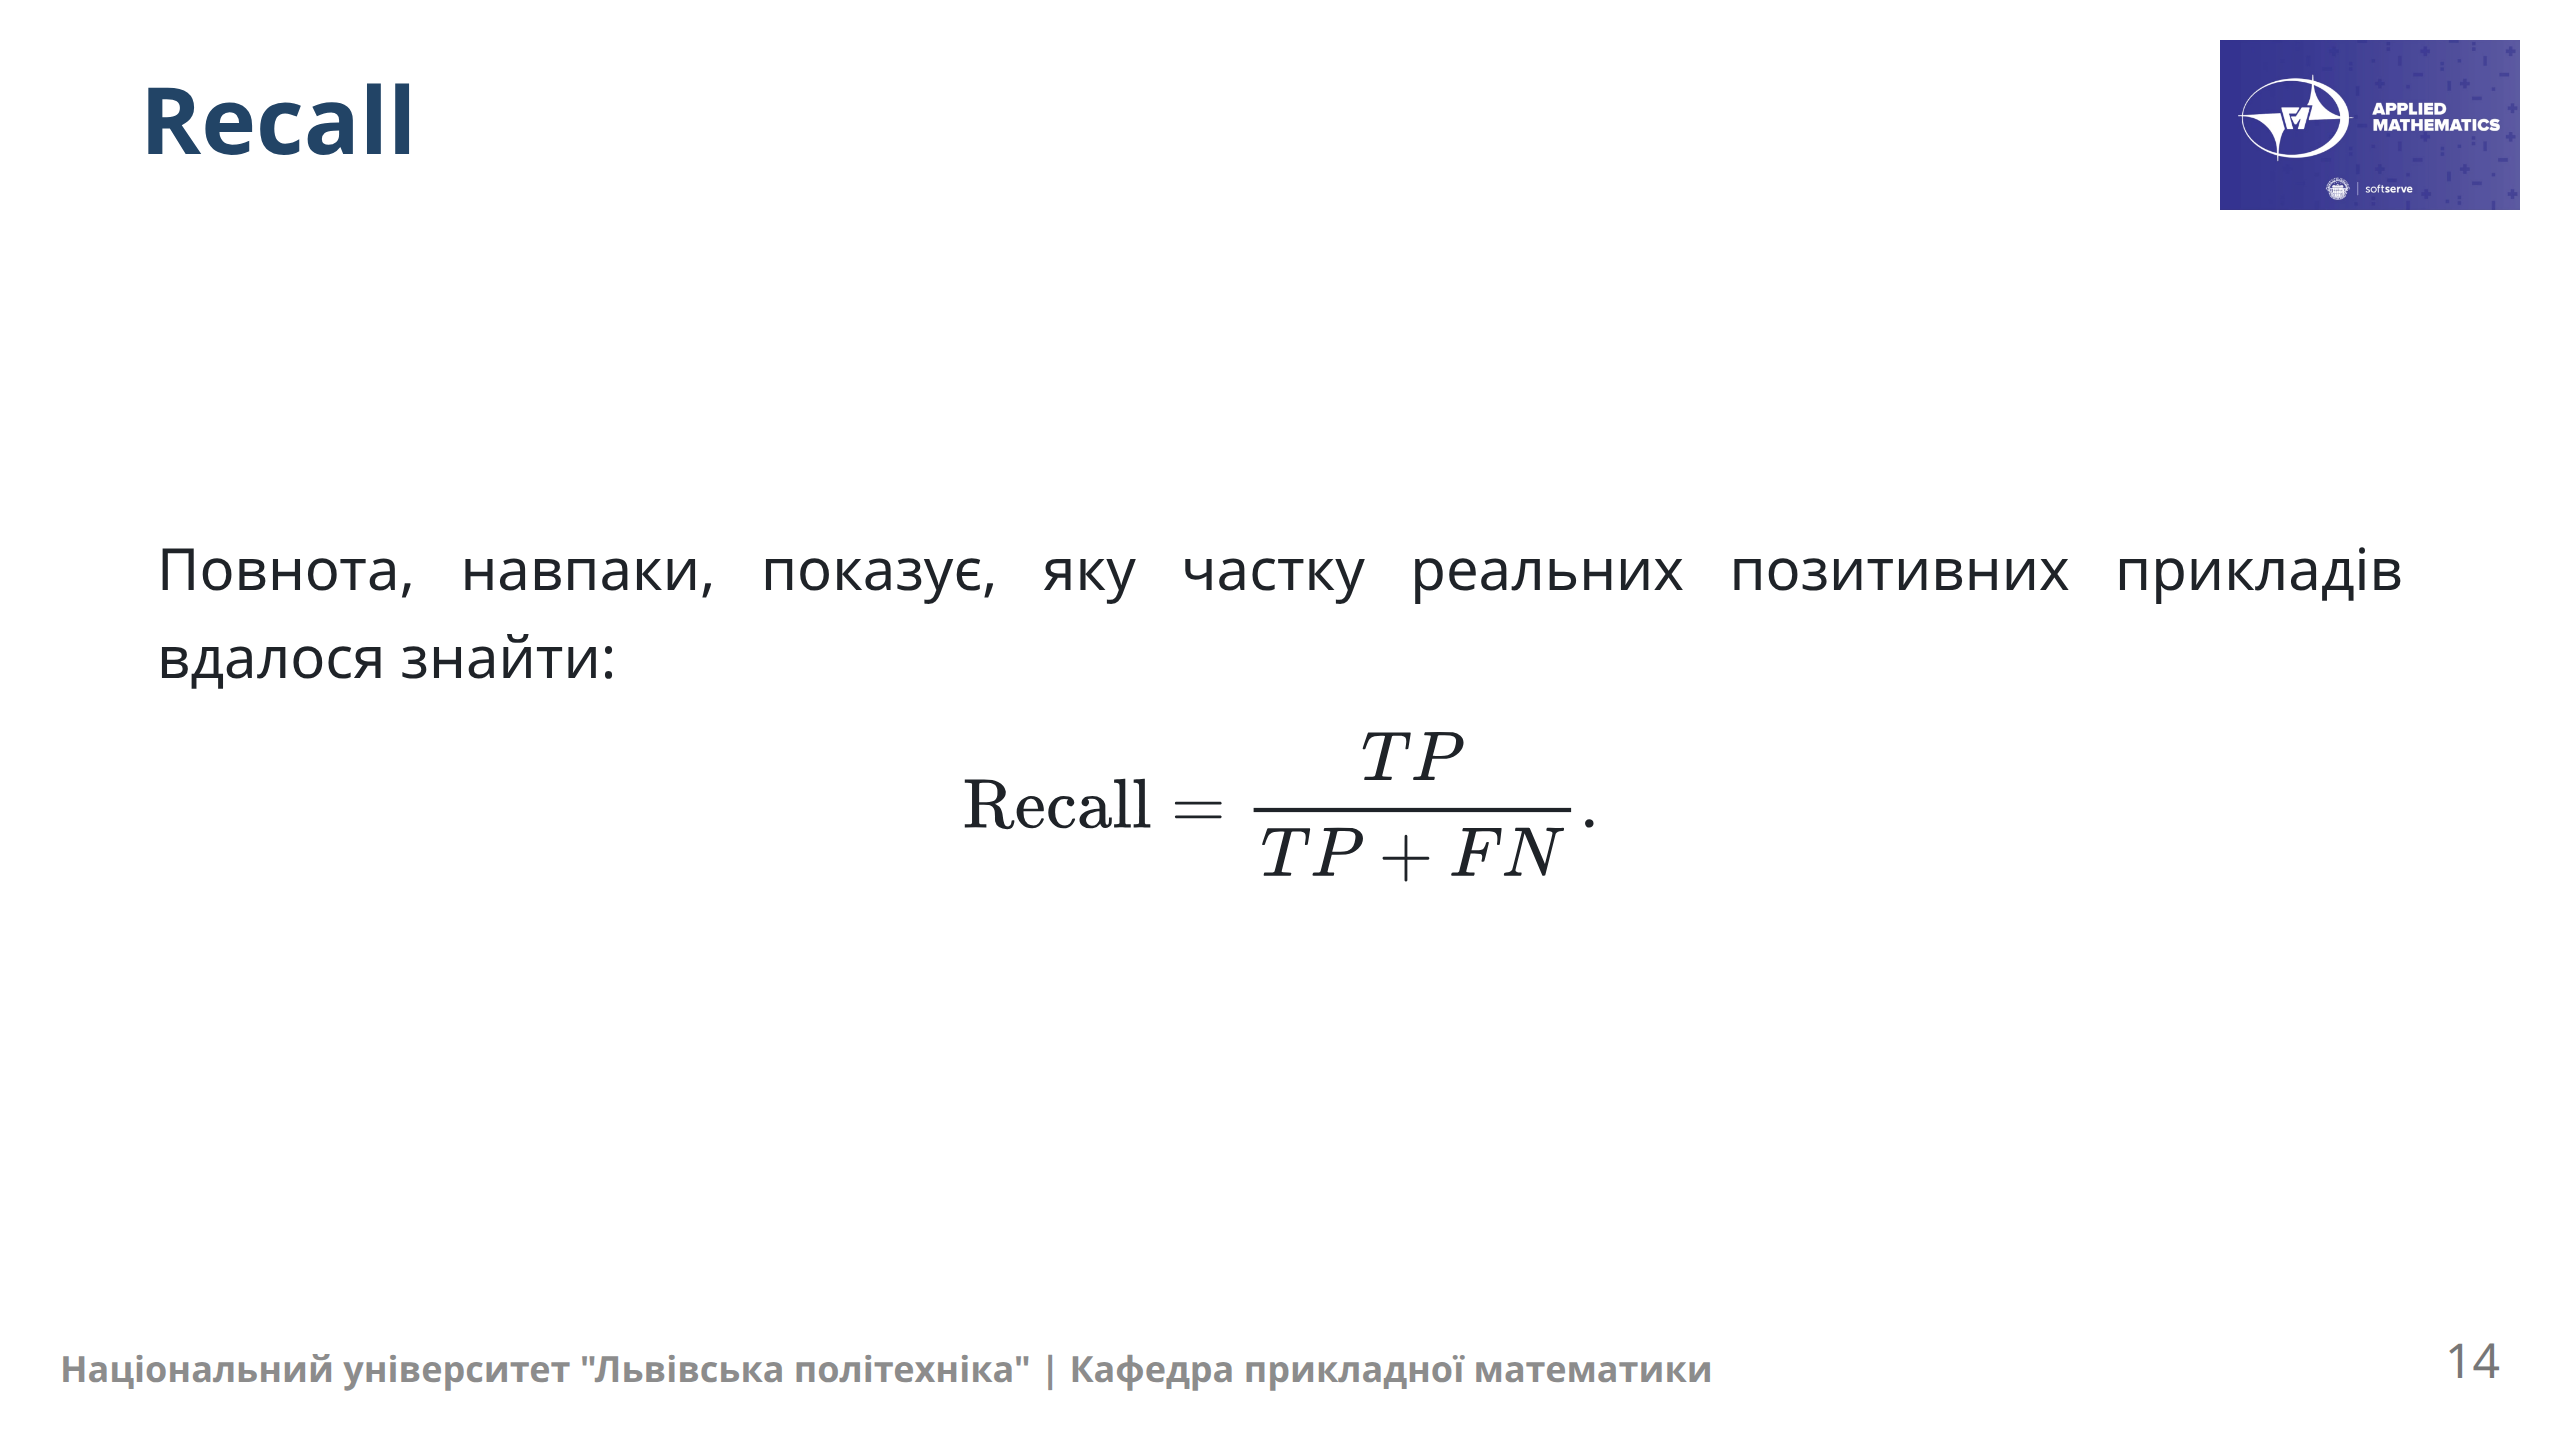 Recall
APPLIED
MATHEMATICS
softserve
Повнота, навпаки, показує, яку частку реальних позитивних прикладів
вдалося знайти:
Recall = TP / (TP + FN).
Національний університет "Львівська політехніка" | Кафедра прикладної математики
14